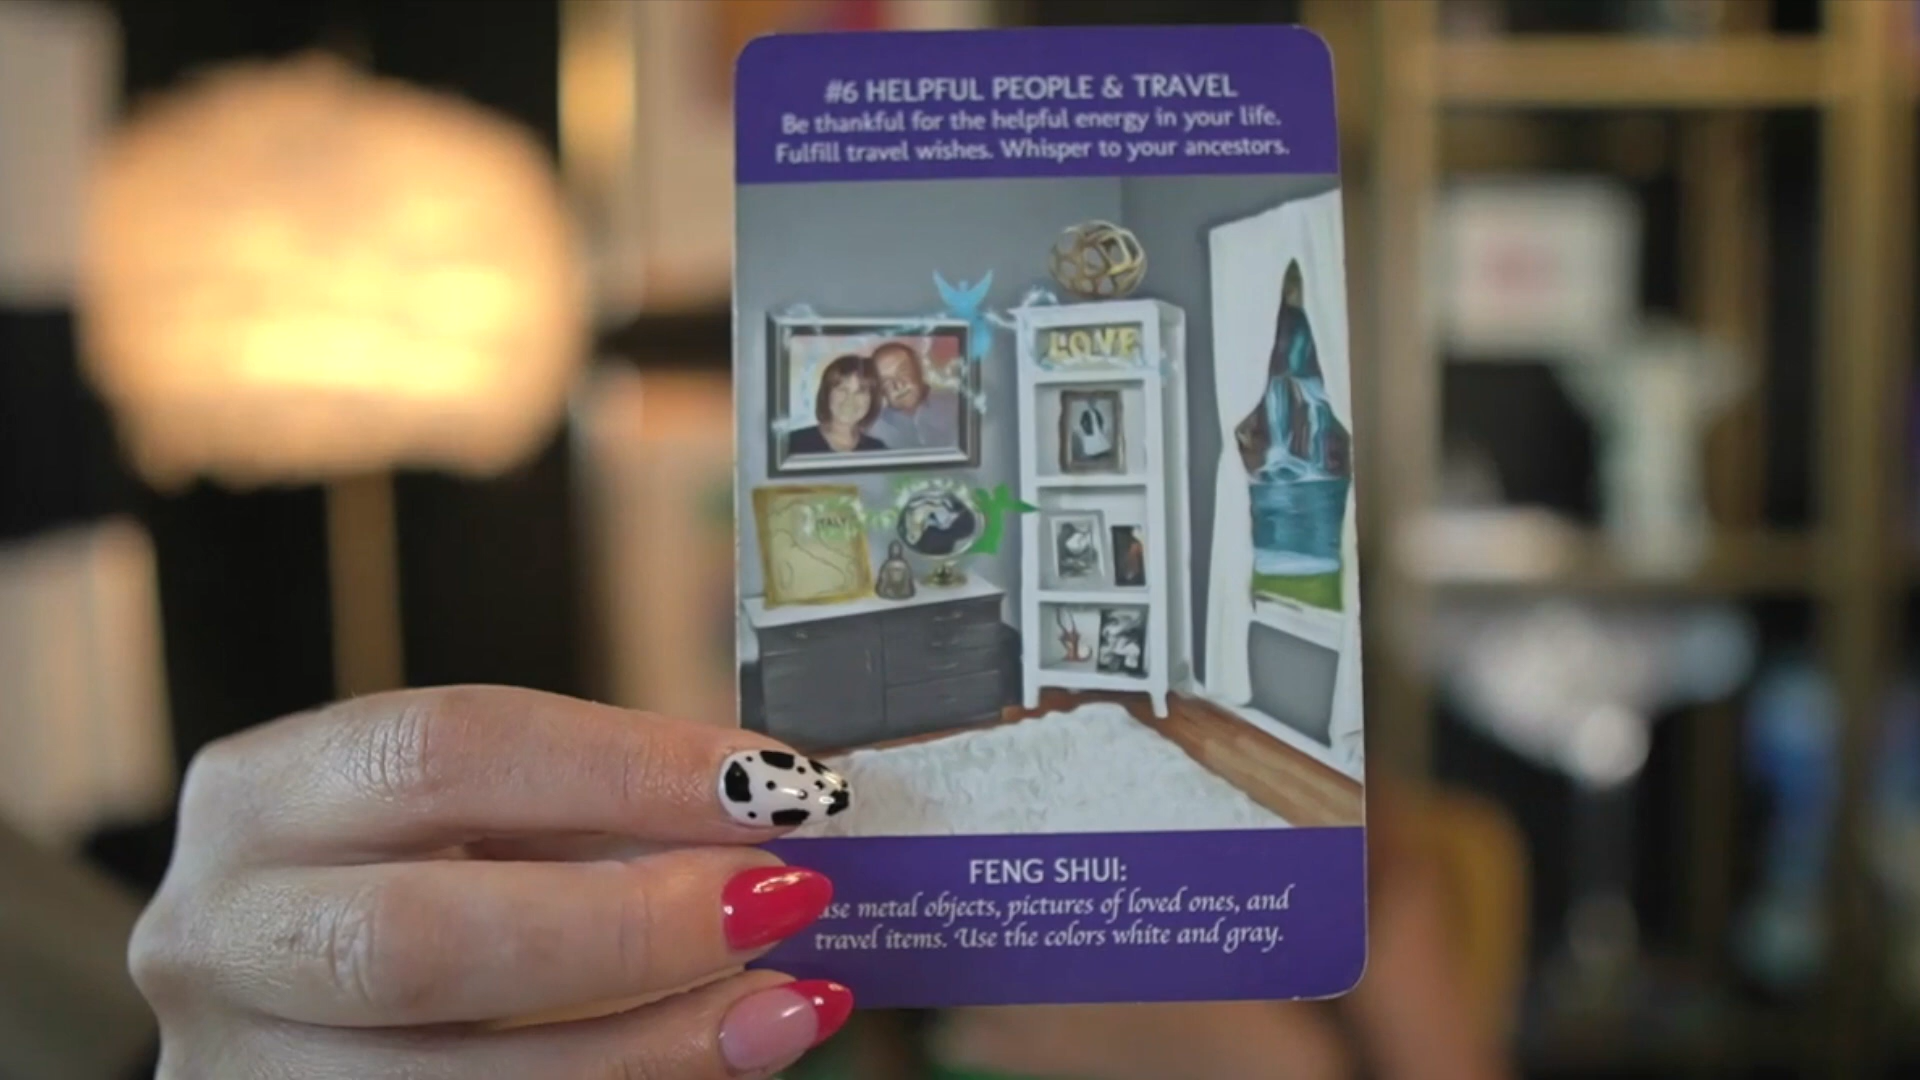 #6 HELPFUL PEOPLE & TRAVEL
Be thankful for the helpful energy in your life.
Fulfill travel wishes. Whisper to your ancestors.
LOVE
ITALY
FENG SHUI:
use metal objects, pictures of loved ones, and
travel items. Use the colors white and gray.